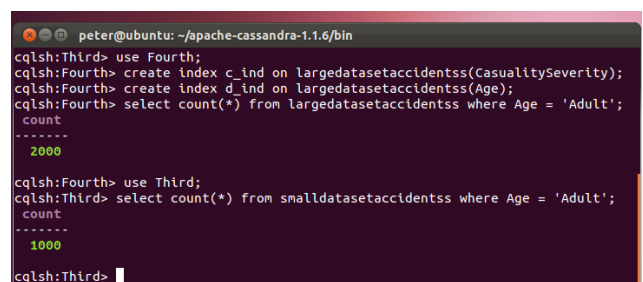 peter@ubuntu: ~/apache-cassandra-1.1.6/bin
cqlsh:Third> use Fourth;
cqlsh:Fourth> create index c_ind on largedatasetaccidentss(CasualitySeverity);
cqlsh:Fourth> create index d_ind on largedatasetaccidentss(Age);
cqlsh:Fourth> select count(*) from largedatasetaccidentss where Age = 'Adult';
count
-------
2000
cqlsh:Fourth> use Third;
cqlsh:Third> select count(*) from smalldatasetaccidentss where Age = 'Adult';
count
-------
1000
cqlsh:Third>